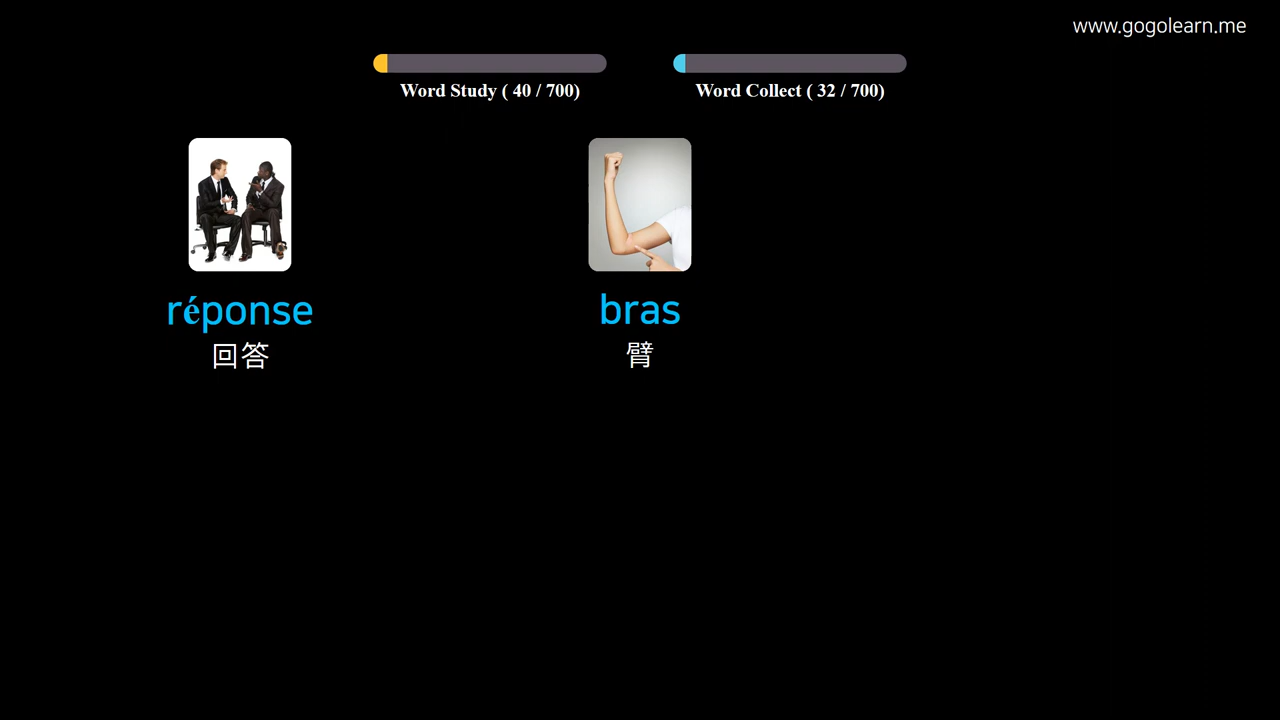 www.gogolearn.me
Word Study ( 40 / 700)
Word Collect ( 32 / 700)
réponse
bras
回答
臂